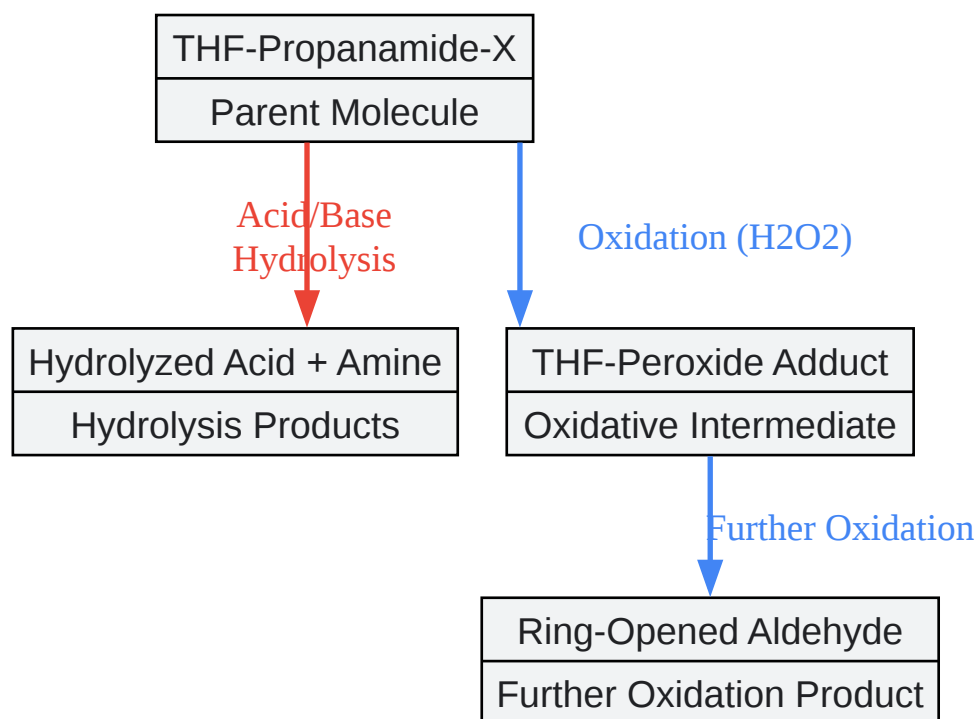 THF-Propanamide-X
Parent Molecule
Acid/Base
Hydrolysis
Oxidation (H2O2)
Hydrolyzed Acid + Amine
Hydrolysis Products
THF-Peroxide Adduct
Oxidative Intermediate
Further Oxidation
Ring-Opened Aldehyde
Further Oxidation Product